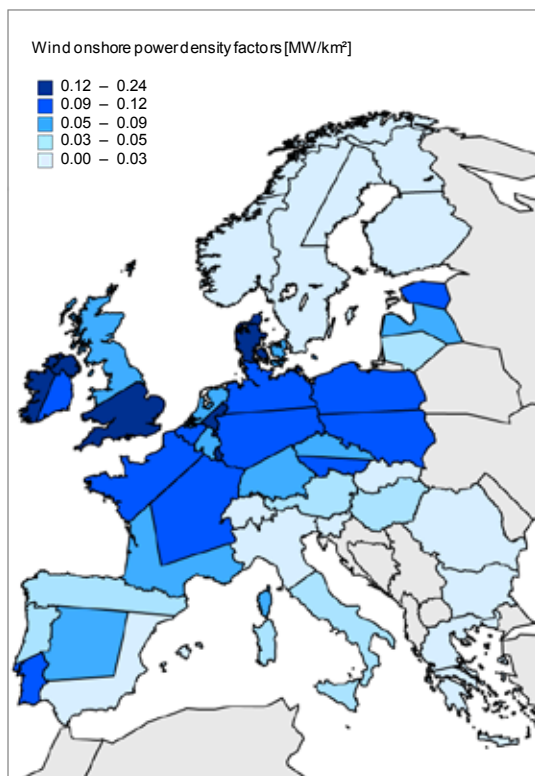 Wind onshore power density factors [MW/km²]
0.12 – 0.24
0.09 – 0.12
0.05 – 0.09
0.03 – 0.05
0.00 – 0.03